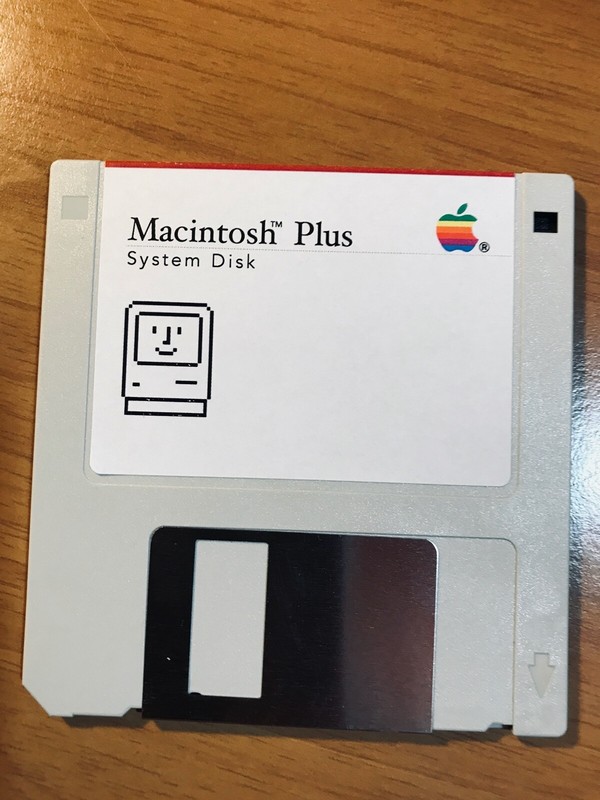 Macintosh™ Plus
®
System Disk